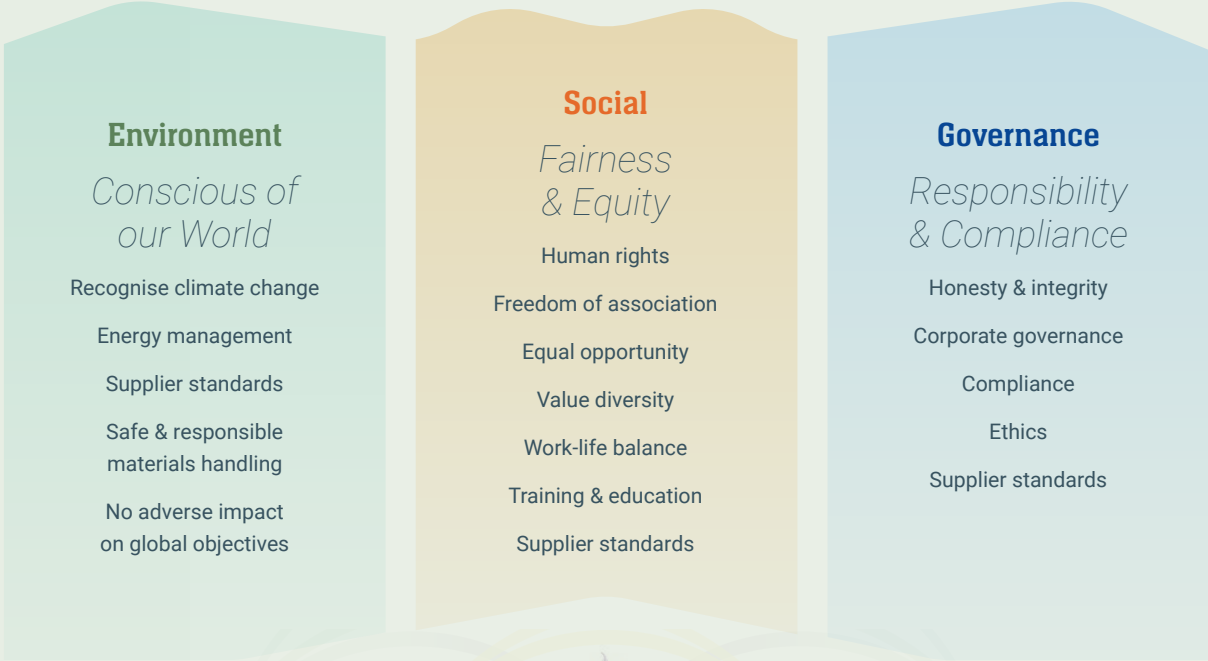 Environment
Conscious of
our World
Recognise climate change
Energy management
Supplier standards
Safe & responsible
materials handling
No adverse impact
on global objectives
Social
Fairness
& Equity
Human rights
Freedom of association
Equal opportunity
Value diversity
Work-life balance
Training & education
Supplier standards
Governance
Responsibility
& Compliance
Honesty & integrity
Corporate governance
Compliance
Ethics
Supplier standards